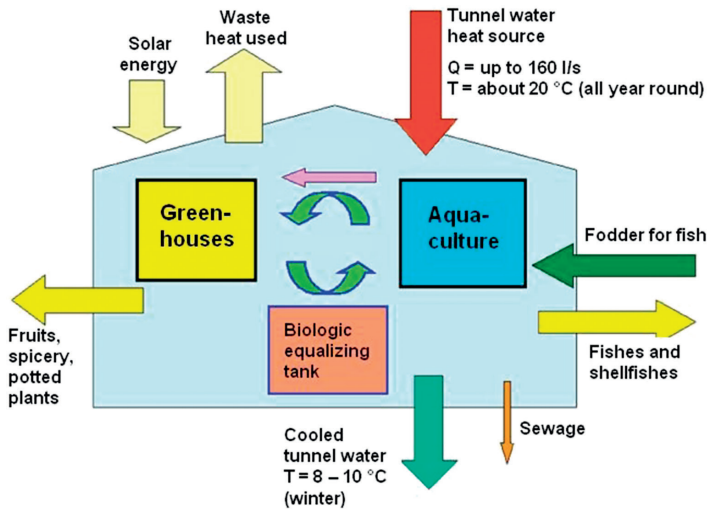 Waste
heat used
Solar
energy
Tunnel water
heat source
Q = up to 160 l/s
T = about 20 °C (all year round)
Green-
houses
Aqua-
culture
Fodder for fish
Fruits,
spicery,
potted
plants
Biologic
equalizing
tank
Fishes and
shellfishes
Cooled
tunnel water
T = 8 – 10 °C
(winter)
Sewage